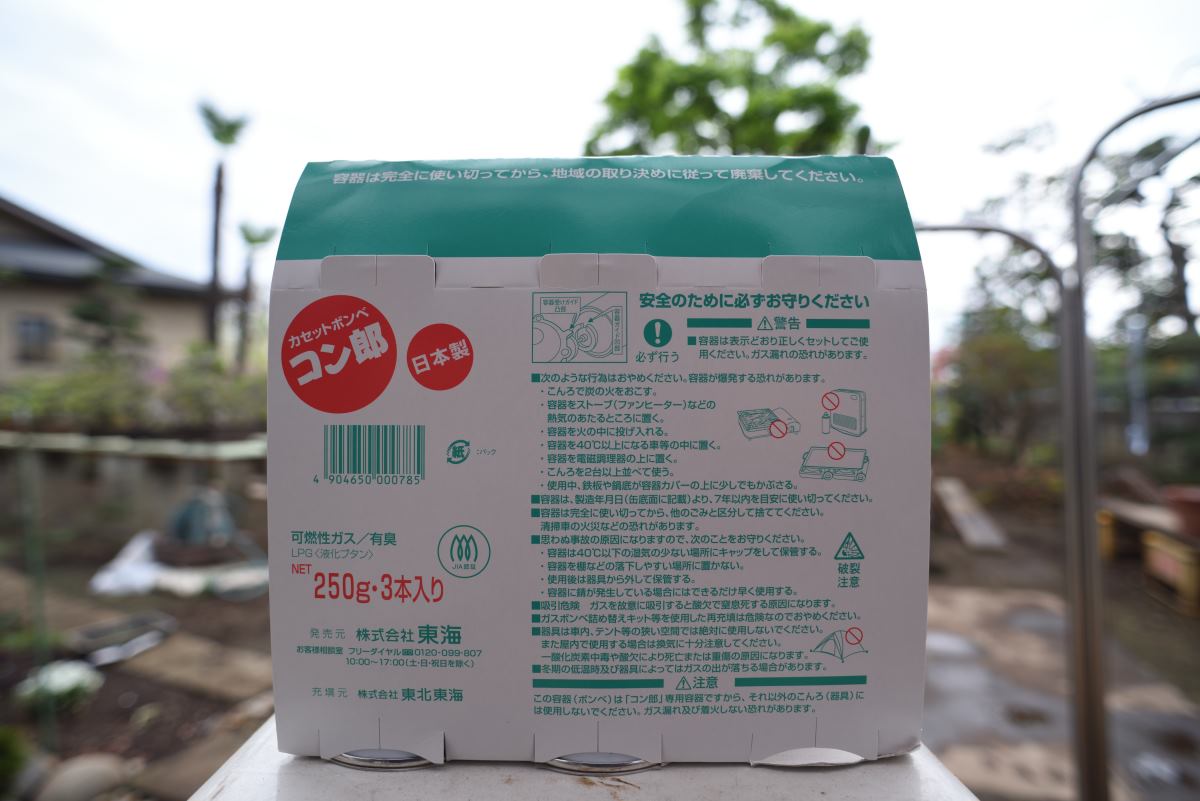 容器は完全に使い切ってから、地域の取り決めに従って廃棄してください。
カセットボンベ
コン郎
日本製
4 904650 000785
紙
:パック
可燃性ガス/有臭
LPG〈液化ブタン〉
NET
250g・3本入り
JIA認証
発売元 株式会社 東海
お客様相談室 フリーダイヤル 0120-099-807
10:00〜17:00(土・日・祝日を除く)
充填元 株式会社 東北東海
容器受けガイド
凸部
安全のために必ずお守りください
必ず行う
警告
■容器は表示どおり正しくセットしてご使
用ください。ガス漏れの恐れがあります。
■次のような行為はおやめください。容器が爆発する恐れがあります。
・こんろで炭の火をおこす。
・容器をストーブ(ファンヒーター)などの
熱気のあたるところに置く。
・容器を火の中に投げ入れる。
・容器を40℃以上になる車等の中に置く。
・容器を電磁調理器の上に置く。
・こんろを2台以上並べて使う。
・使用中、鉄板や鍋底が容器カバーの上に少しでもかぶさる。
■容器は、製造年月日(缶底面に記載)より、7年以内を目安に使い切ってください。
■容器は完全に使い切ってから、他のごみと区分して捨ててください。
清掃車の火災などの恐れがあります。
■思わぬ事故の原因になりますので、次のことをお守りください。
・容器は40℃以下の湿気の少ない場所にキャップをして保管する。
・容器を棚などの落下しやすい場所に置かない。
・使用後は器具から外して保管する。
・容器に錆が発生している場合にはできるだけ早く使用する。
破裂
注意
■吸引危険 ガスを故意に吸引すると酸欠で窒息死する原因になります。
■ガスボンベ詰め替えキット等を使用した再充填は危険なのでおやめください。
■器具は車内、テント等の狭い空間では絶対に使用しないでください。
また屋内で使用する場合は換気に十分注意してください。
一酸化炭素中毒や酸欠により死亡または重傷の原因になります。
■冬期の低温時及び器具によってはガスの出が落ちる場合があります。
注意
この容器(ボンベ)は「コン郎」専用容器ですから、それ以外のこんろ(器具)に
は使用しないでください。ガス漏れ及び着火しない恐れがあります。